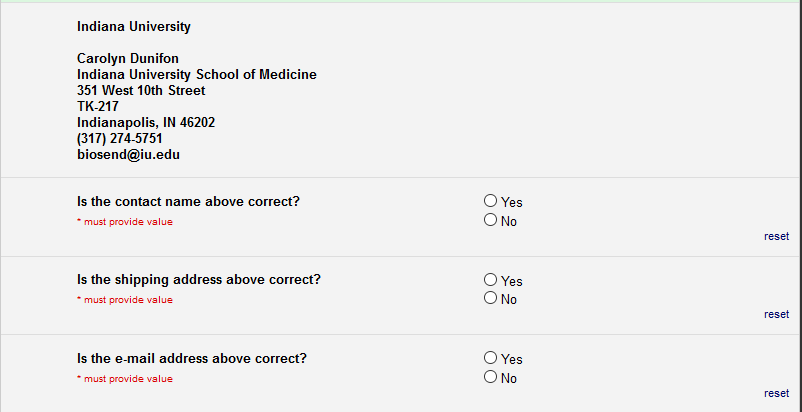 Indiana University
Carolyn Dunifon
Indiana University School of Medicine
351 West 10th Street
TK-217
Indianapolis, IN 46202
(317) 274-5751
biosend@iu.edu
Is the contact name above correct?
* must provide value
Yes
No
reset
Is the shipping address above correct?
* must provide value
Yes
No
reset
Is the e-mail address above correct?
* must provide value
Yes
No
reset